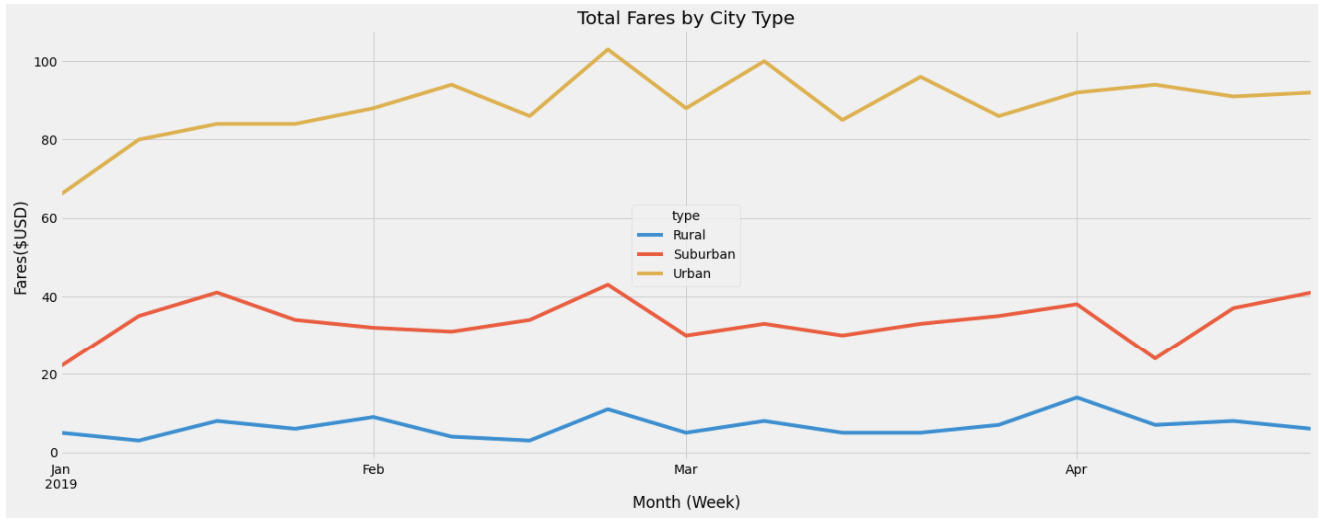 Total Fares by City Type
100
80
60
40
20
0
Fares($USD)
type
Rural
Suburban
Urban
Jan
2019
Feb
Mar
Apr
Month (Week)